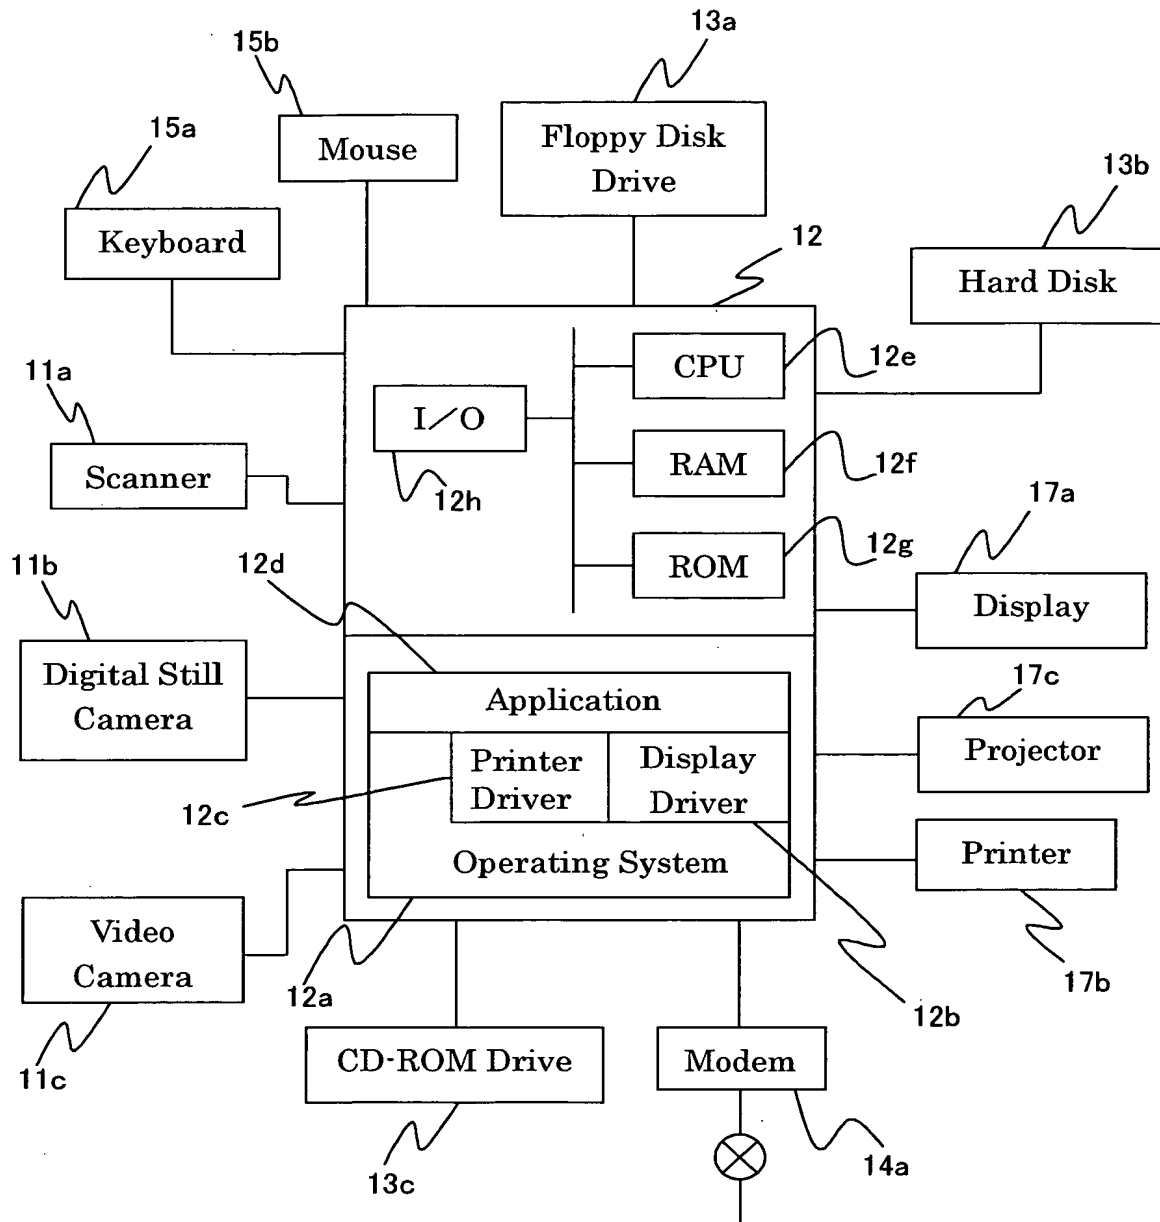 13a
15b
Floppy Disk
Drive
15a
Mouse
13b
Keyboard
12
Hard Disk
CPU
12e
11a
I/O
Scanner
RAM
12f
12h
17a
11b
12d
ROM
12g
Display
Digital Still
Camera
Application
17c
Projector
Printer
Driver
Display
Driver
12c
Operating System
Printer
Video
Camera
12a
12b
17b
11c
CD-ROM Drive
Modem
13c
14a